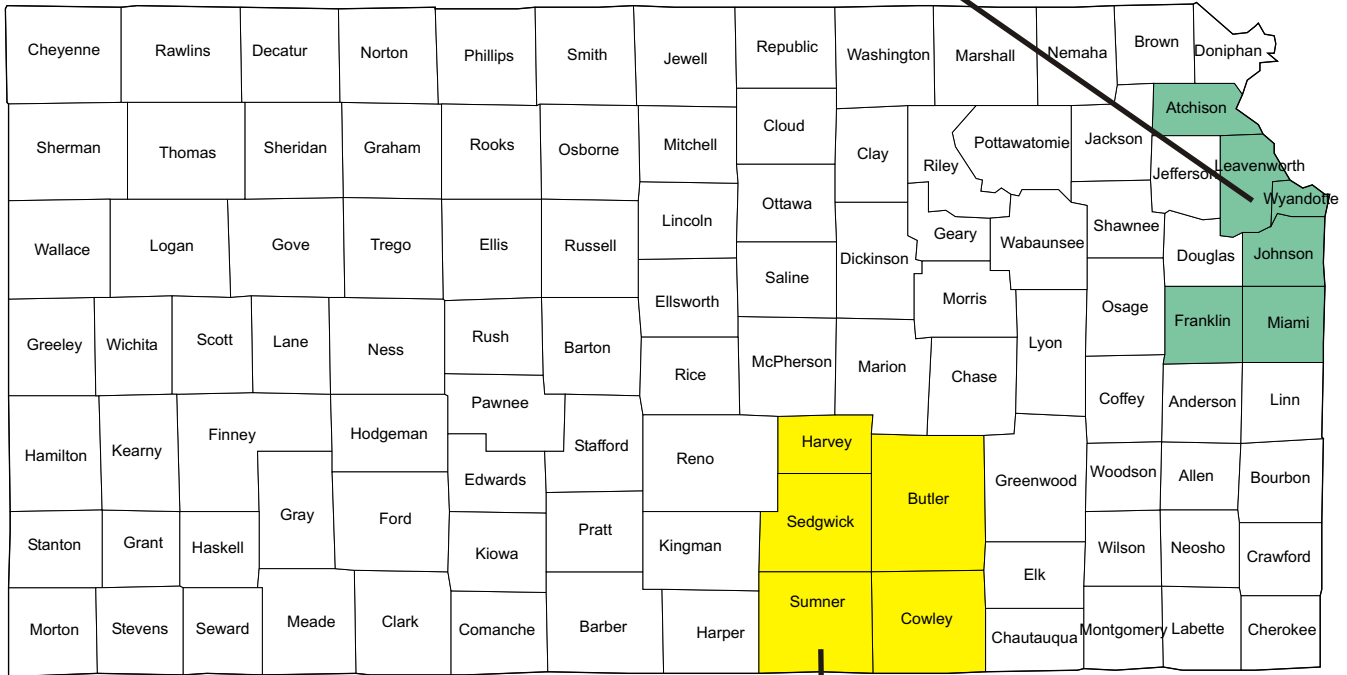 Cheyenne
Rawlins
Decatur
Norton
Phillips
Smith
Jewell
Republic
Washington
Marshall
Nemaha
Brown
Doniphan
Atchison
Sherman
Thomas
Sheridan
Graham
Rooks
Osborne
Mitchell
Cloud
Clay
Riley
Pottawatomie
Jackson
Jefferson
Leavenworth
Wyandotte
Wallace
Logan
Gove
Trego
Ellis
Russell
Lincoln
Ottawa
Saline
Dickinson
Geary
Wabaunsee
Shawnee
Douglas
Johnson
Ellsworth
Morris
Osage
Franklin
Miami
Greeley
Wichita
Scott
Lane
Ness
Rush
Barton
Rice
McPherson
Marion
Chase
Lyon
Coffey
Anderson
Linn
Hamilton
Kearny
Finney
Hodgeman
Pawnee
Stafford
Edwards
Reno
Harvey
Butler
Greenwood
Woodson
Allen
Bourbon
Stanton
Grant
Haskell
Gray
Ford
Kiowa
Pratt
Kingman
Sedgwick
Elk
Wilson
Neosho
Crawford
Morton
Stevens
Seward
Meade
Clark
Comanche
Barber
Harper
Sumner
Cowley
Chautauqua
Montgomery
Labette
Cherokee